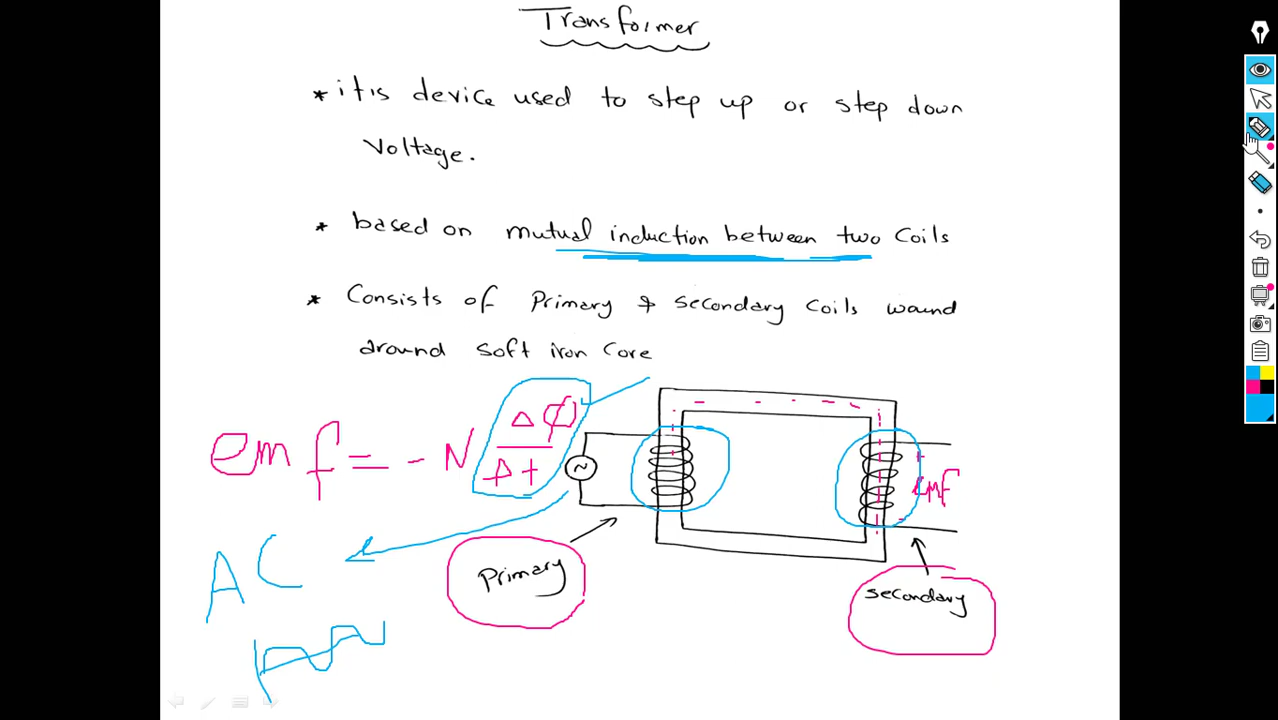 Transformer
* it is device used to step up or step down
Voltage.
* based on mutual induction between two Coils
* Consists of Primary & secondary Coils wound
around soft iron Core
emf = - N Δφ
Δt
~
emf
AC
Primary
secondary